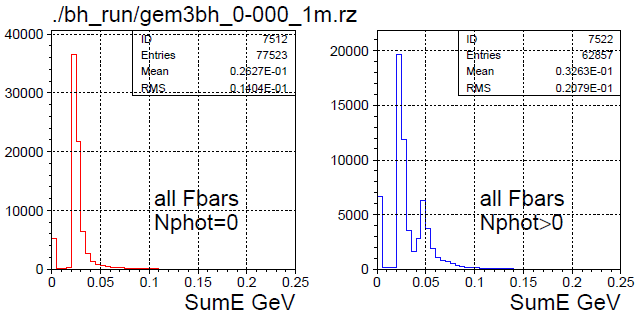 ./bh_run/gem3bh_0-000_1m.rz
ID 7512
Entries 77523
Mean 0.2627E-01
RMS 0.1404E-01
40000
30000
20000
10000
0
all Fbars
Nphot=0
0 0.05 0.1 0.15 0.2 0.25
SumE GeV
ID 7522
Entries 62857
Mean 0.3263E-01
RMS 0.2079E-01
20000
15000
10000
5000
0
all Fbars
Nphot>0
0 0.05 0.1 0.15 0.2 0.25
SumE GeV